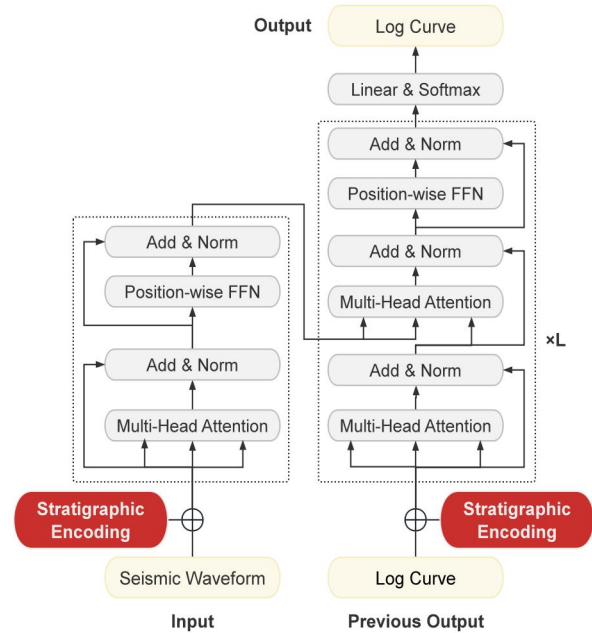 Output
Log Curve
Linear & Softmax
Add & Norm
Position-wise FFN
Add & Norm
Multi-Head Attention
Add & Norm
Multi-Head Attention
×L
Add & Norm
Position-wise FFN
Add & Norm
Multi-Head Attention
Stratigraphic
Encoding
Stratigraphic
Encoding
Seismic Waveform
Log Curve
Input
Previous Output